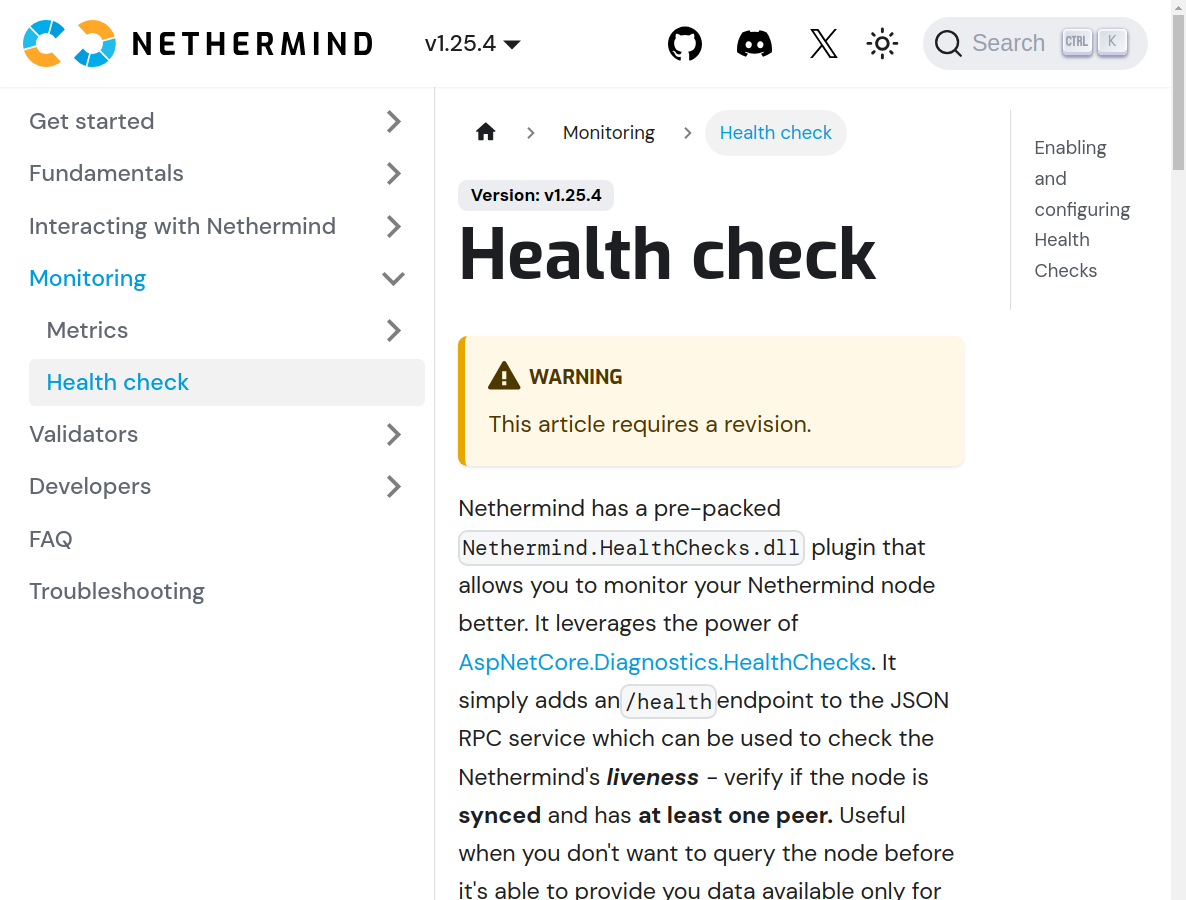 NETHERMIND
v1.25.4
Search
CTRL
K
Get started
Fundamentals
Interacting with Nethermind
Monitoring
Metrics
Health check
Validators
Developers
FAQ
Troubleshooting
Monitoring
Health check
Version: v1.25.4
Health check
WARNING
This article requires a revision.
Nethermind has a pre-packed
Nethermind.HealthChecks.dll plugin that
allows you to monitor your Nethermind node
better. It leverages the power of
AspNetCore.Diagnostics.HealthChecks. It
simply adds an /health endpoint to the JSON
RPC service which can be used to check the
Nethermind's liveness - verify if the node is
synced and has at least one peer. Useful
when you don't want to query the node before
it's able to provide you data available only for
Enabling
and
configuring
Health
Checks